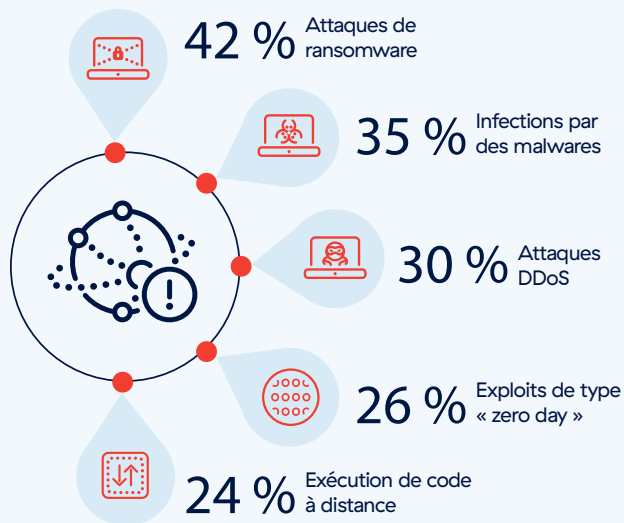 42 % Attaques de
ransomware
35 % Infections par
des malwares
30 % Attaques
DDoS
26 % Exploits de type
« zero day »
24 % Exécution de code
à distance